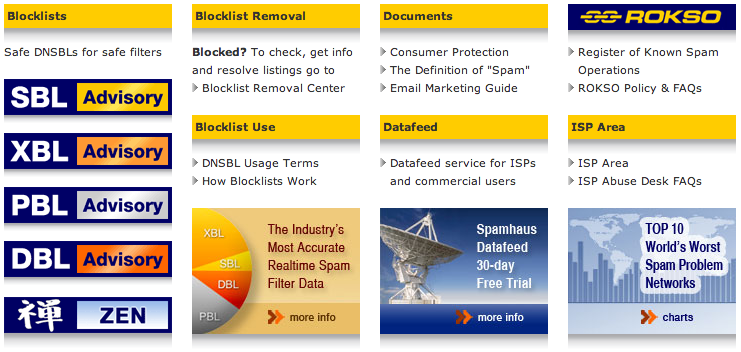 Blocklists
Safe DNSBLs for safe filters
SBL Advisory
XBL Advisory
PBL Advisory
DBL Advisory
禅 ZEN
Blocklist Removal
Blocked? To check, get info
and resolve listings go to
Blocklist Removal Center
Blocklist Use
DNSBL Usage Terms
How Blocklists Work
XBL
SBL
DBL
PBL
The Industry's
Most Accurate
Realtime Spam
Filter Data
more info
Documents
Consumer Protection
The Definition of "Spam"
Email Marketing Guide
Datafeed
Datafeed service for ISPs
and commercial users
Spamhaus
Datafeed
30-day
Free Trial
more info
ROKSO
Register of Known Spam
Operations
ROKSO Policy & FAQs
ISP Area
ISP Area
ISP Abuse Desk FAQs
TOP 10
World's Worst
Spam Problem
Networks
charts